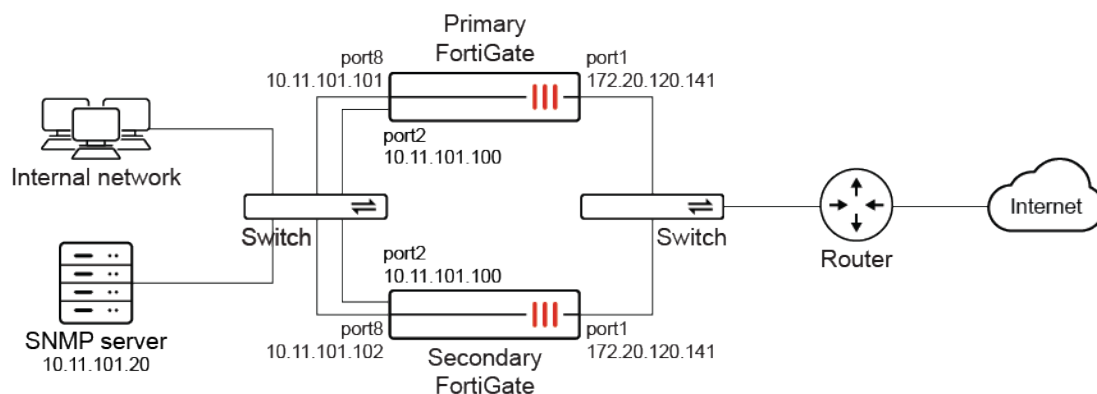 Primary
FortiGate
port8
10.11.101.101
port1
172.20.120.141
port2
10.11.101.100
Internal network
Switch
Switch
Router
Internet
port2
10.11.101.100
SNMP server
10.11.101.20
port8
10.11.101.102
port1
172.20.120.141
Secondary
FortiGate